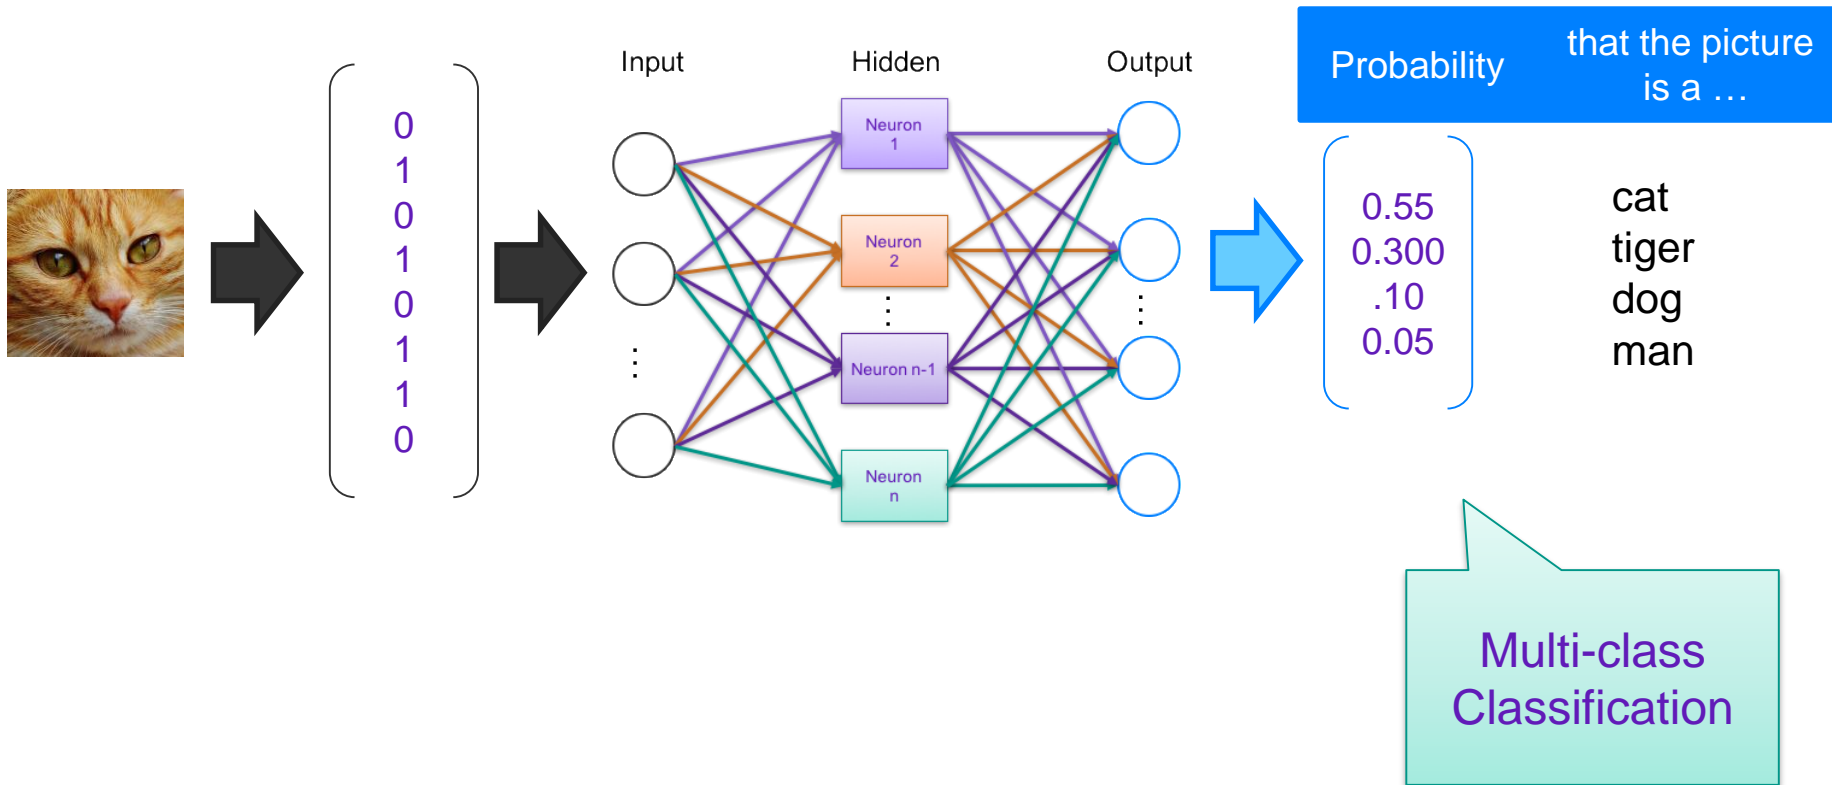 0
1
0
1
0
1
1
0
Input
Hidden
Output
Neuron
1
Neuron
2
⋮
Neuron n-1
Neuron
n
⋮
⋮
Probability
that the picture
is a …
0.55
0.300
.10
0.05
cat
tiger
dog
man
Multi-class
Classification